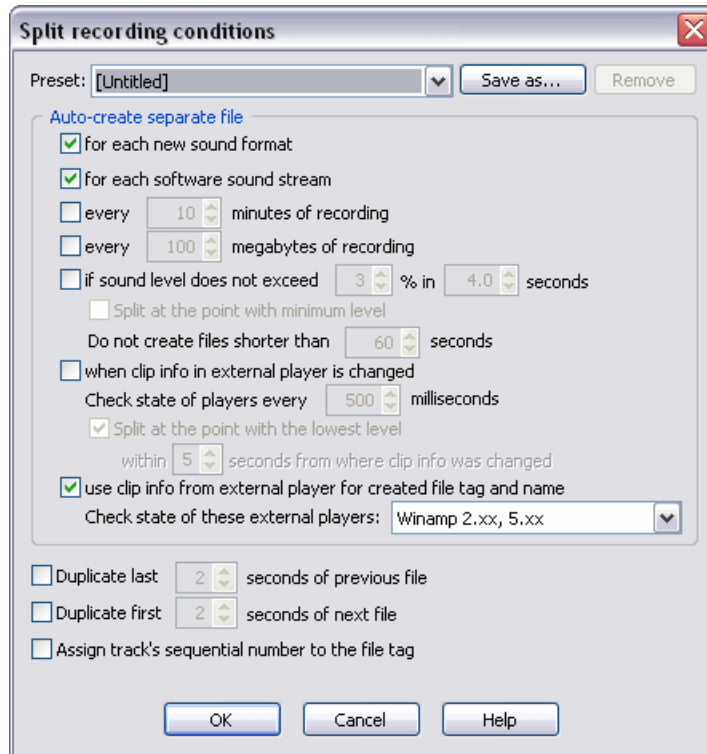 Split recording conditions
Preset: [Untitled] Save as... Remove
Auto-create separate file
for each new sound format
for each software sound stream
every 10 minutes of recording
every 100 megabytes of recording
if sound level does not exceed 3 % in 4.0 seconds
Split at the point with minimum level
Do not create files shorter than 60 seconds
when clip info in external player is changed
Check state of players every 500 milliseconds
Split at the point with the lowest level
within 5 seconds from where clip info was changed
use clip info from external player for created file tag and name
Check state of these external players: Winamp 2.xx, 5.xx
Duplicate last 2 seconds of previous file
Duplicate first 2 seconds of next file
Assign track's sequential number to the file tag
OK Cancel Help